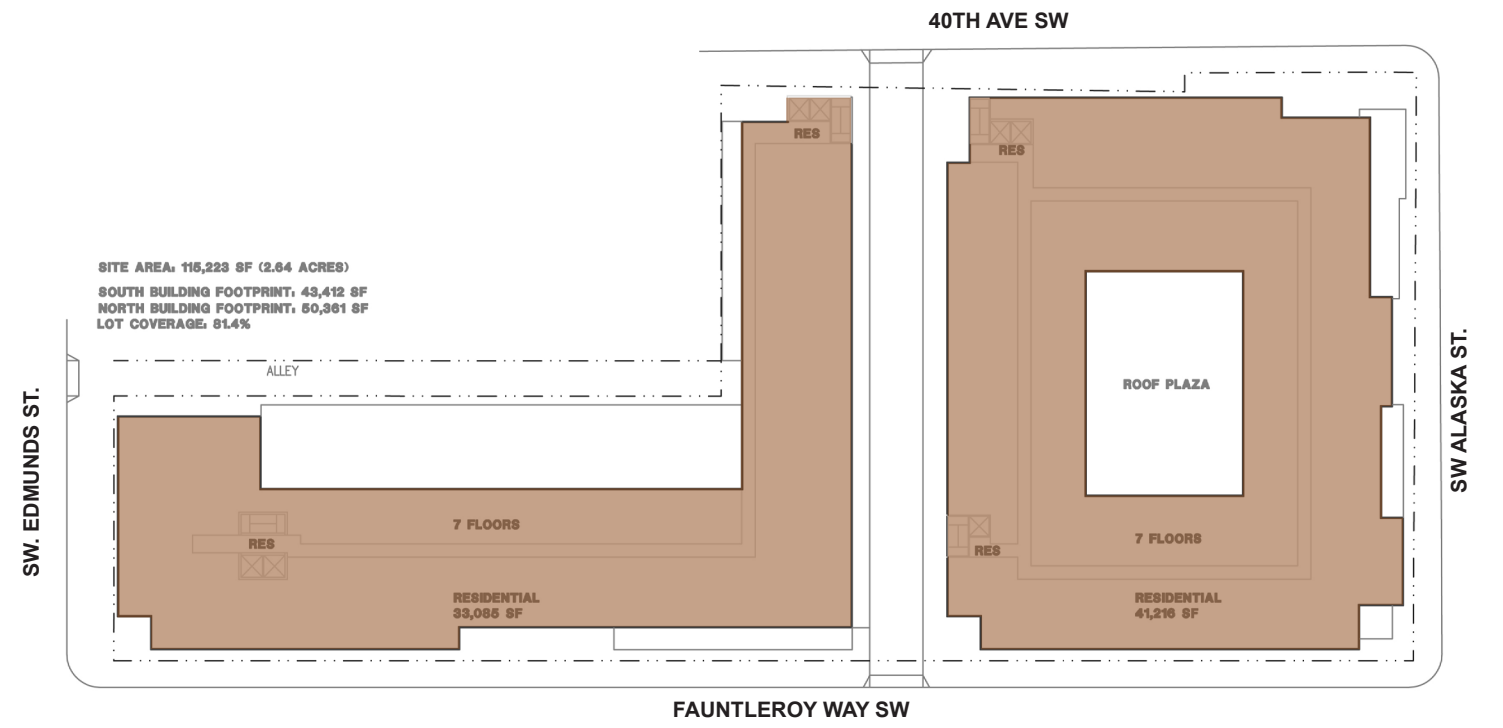 40TH AVE SW
RES
RES
SITE AREA: 115,223 SF (2.64 ACRES)
SOUTH BUILDING FOOTPRINT: 43,412 SF
NORTH BUILDING FOOTPRINT: 50,361 SF
LOT COVERAGE: 81.4%
ALLEY
ROOF PLAZA
SW. EDMUNDS ST.
SW ALASKA ST.
7 FLOORS
RES
7 FLOORS
RES
RESIDENTIAL
33,085 SF
RESIDENTIAL
41,216 SF
FAUNTLEROY WAY SW